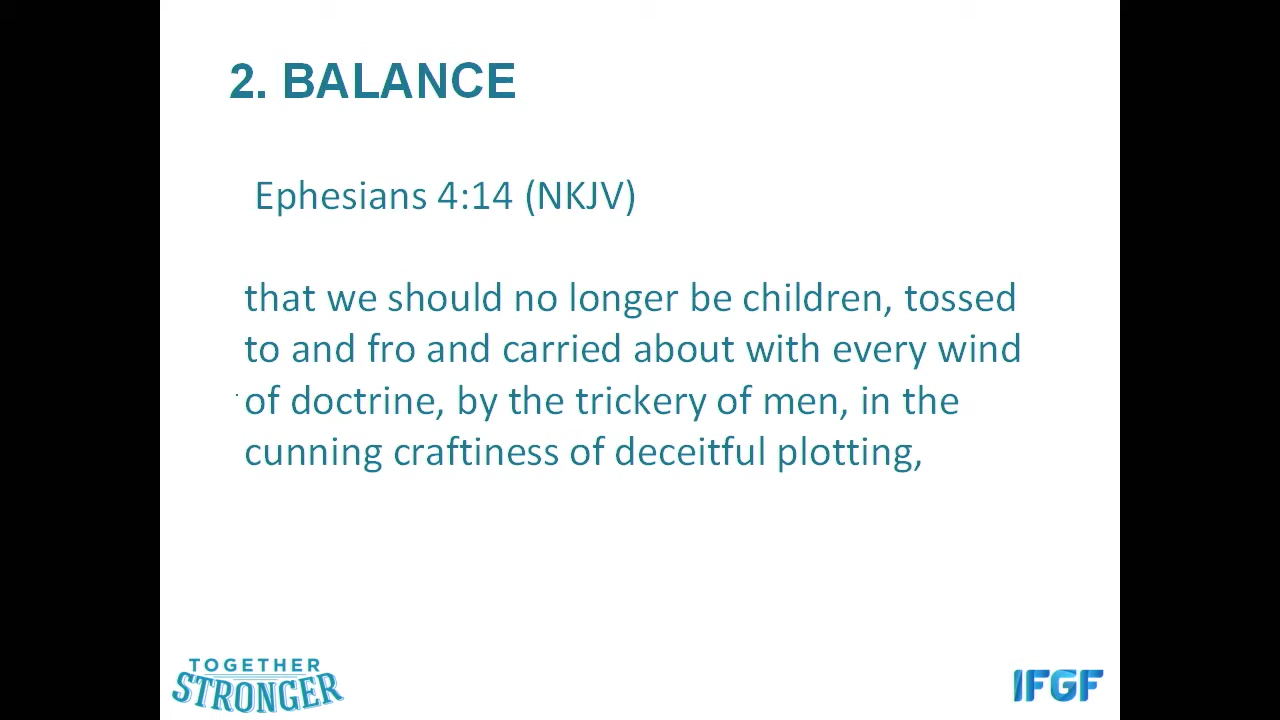 2. BALANCE
Ephesians 4:14 (NKJV)
that we should no longer be children, tossed
to and fro and carried about with every wind
of doctrine, by the trickery of men, in the
cunning craftiness of deceitful plotting,
TOGETHER
STRONGER
IFGF